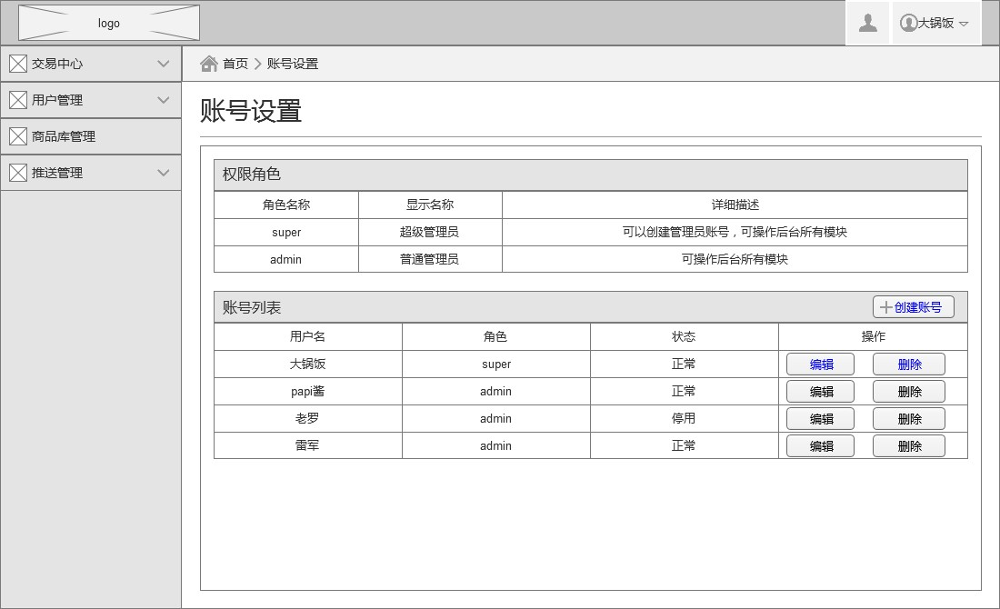 logo
大锅饭
交易中心
用户管理
商品库管理
推送管理
首页 账号设置
账号设置
权限角色
角色名称 显示名称 详细描述
super 超级管理员 可以创建管理员账号，可操作后台所有模块
admin 普通管理员 可操作后台所有模块
账号列表 创建账号
用户名 角色 状态 操作
大锅饭 super 正常 编辑 删除
papi酱 admin 正常 编辑 删除
老罗 admin 停用 编辑 删除
雷军 admin 正常 编辑 删除